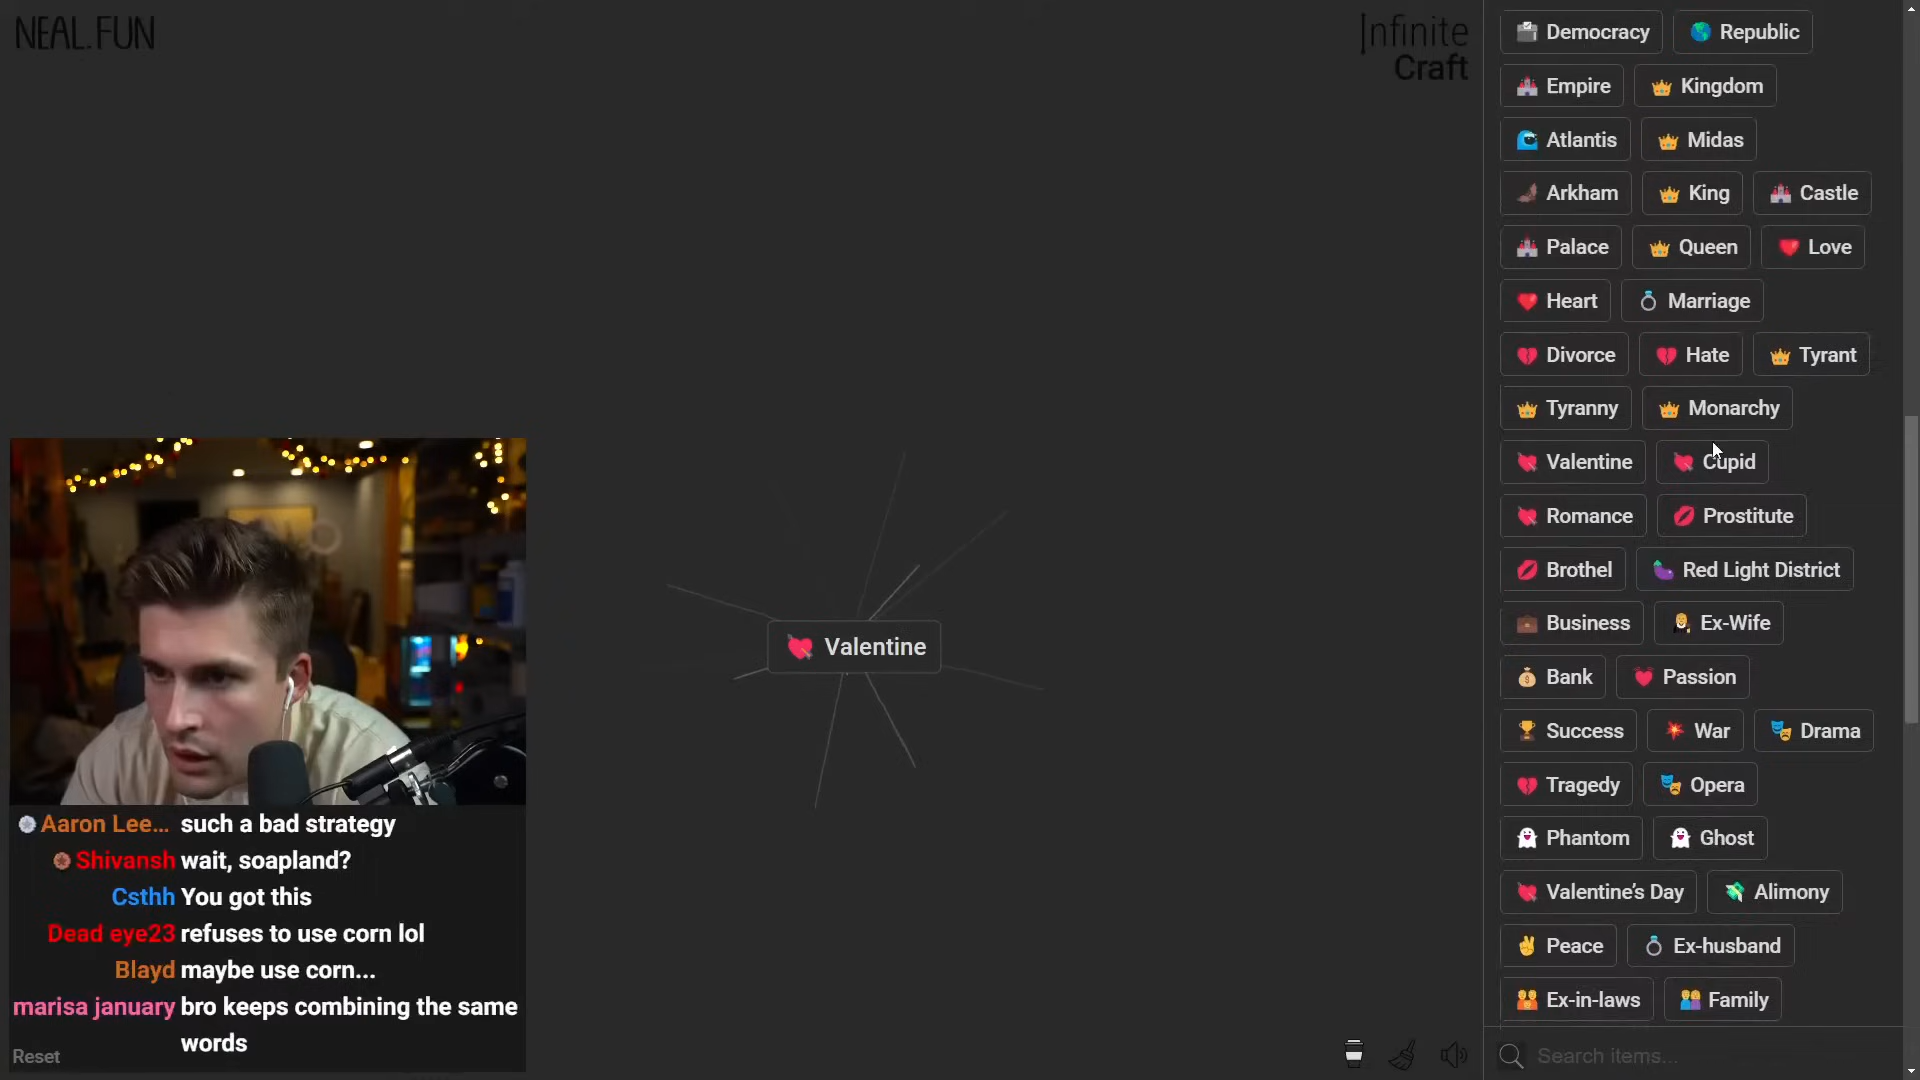 NEAL.FUN
Infinite
Craft
Democracy Republic
Empire Kingdom
Atlantis Midas
Arkham King Castle
Palace Queen Love
Heart Marriage
Divorce Hate Tyrant
Tyranny Monarchy
Valentine Cupid
Romance Prostitute
Brothel Red Light District
Business Ex-Wife
Bank Passion
Success War Drama
Tragedy Opera
Phantom Ghost
Valentine’s Day Alimony
Peace Ex-husband
Ex-in-laws Family
Search items...
Valentine
Aaron Lee... such a bad strategy
Shivansh wait, soapland?
Csthh You got this
Dead eye23 refuses to use corn lol
Blayd maybe use corn...
marisa january bro keeps combining the same
words
Reset